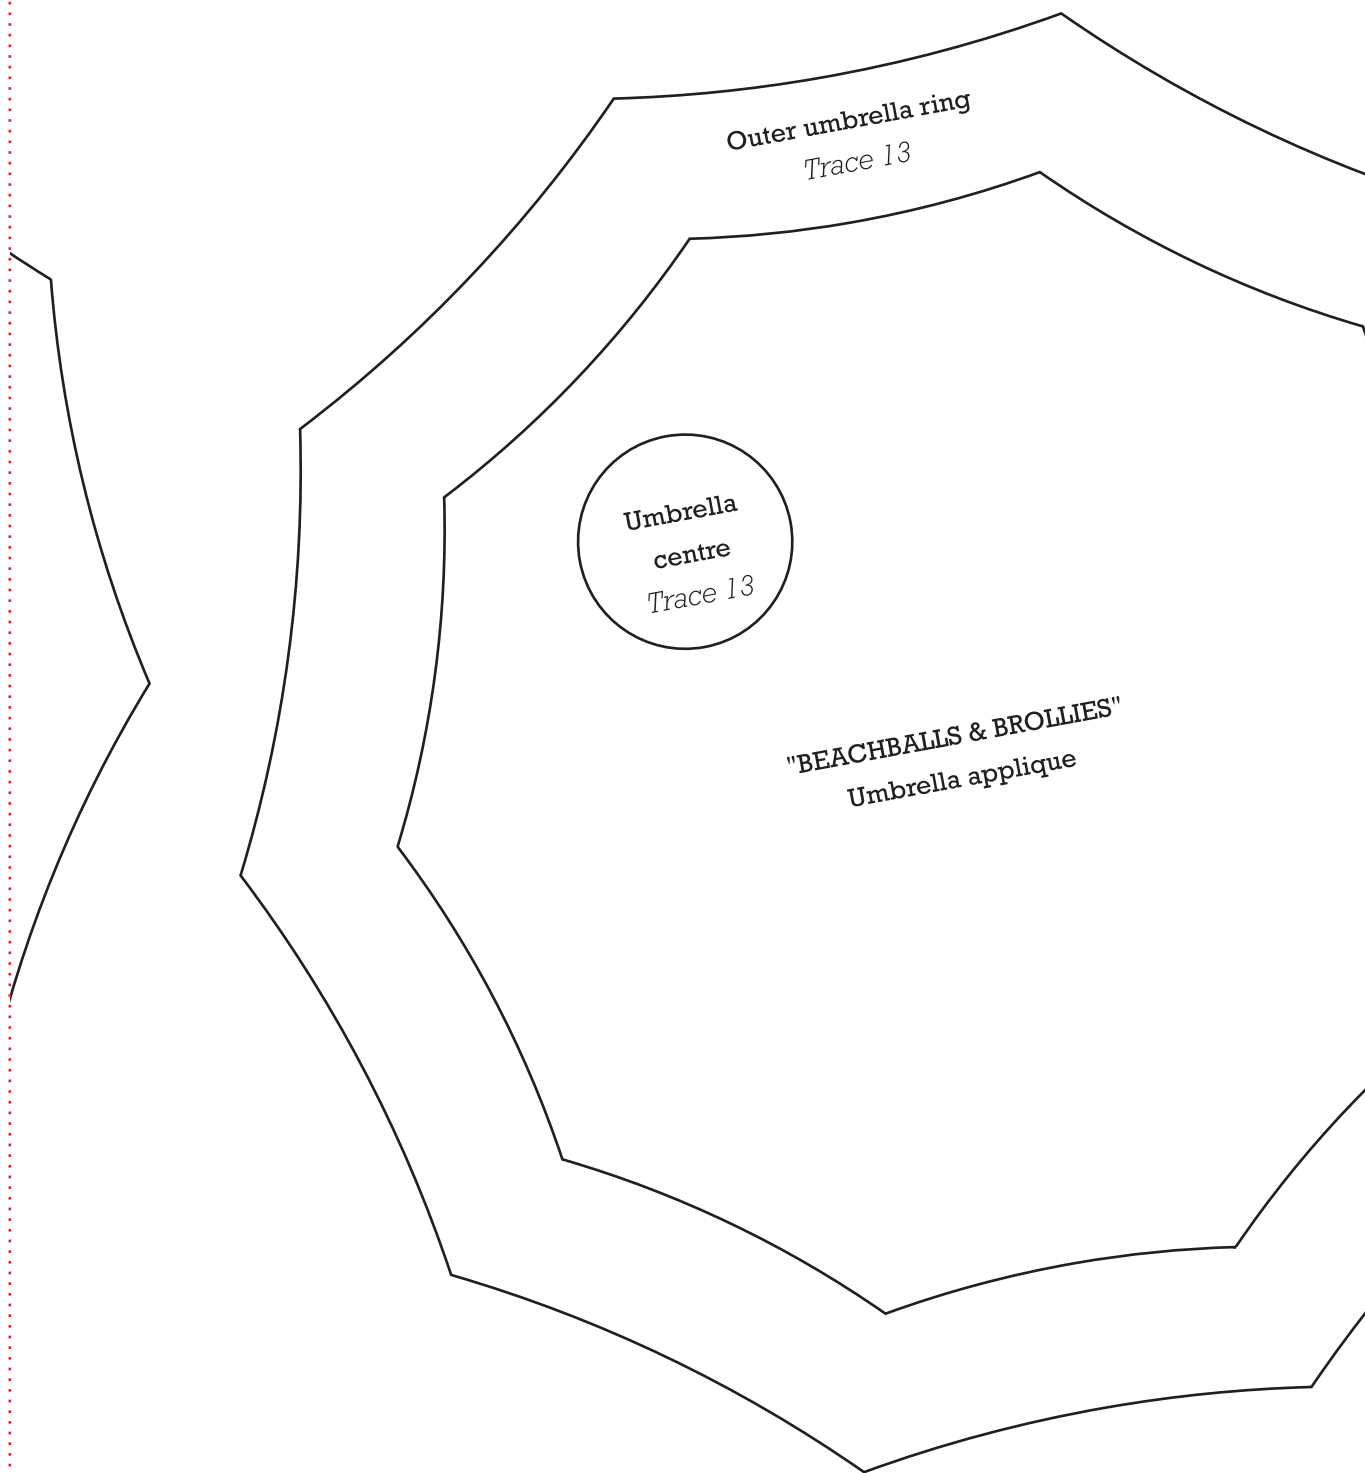 Outer umbrella ring
Trace 13
Umbrella
centre
Trace 13
"BEACHBALLS & BROLLIES"
Umbrella applique